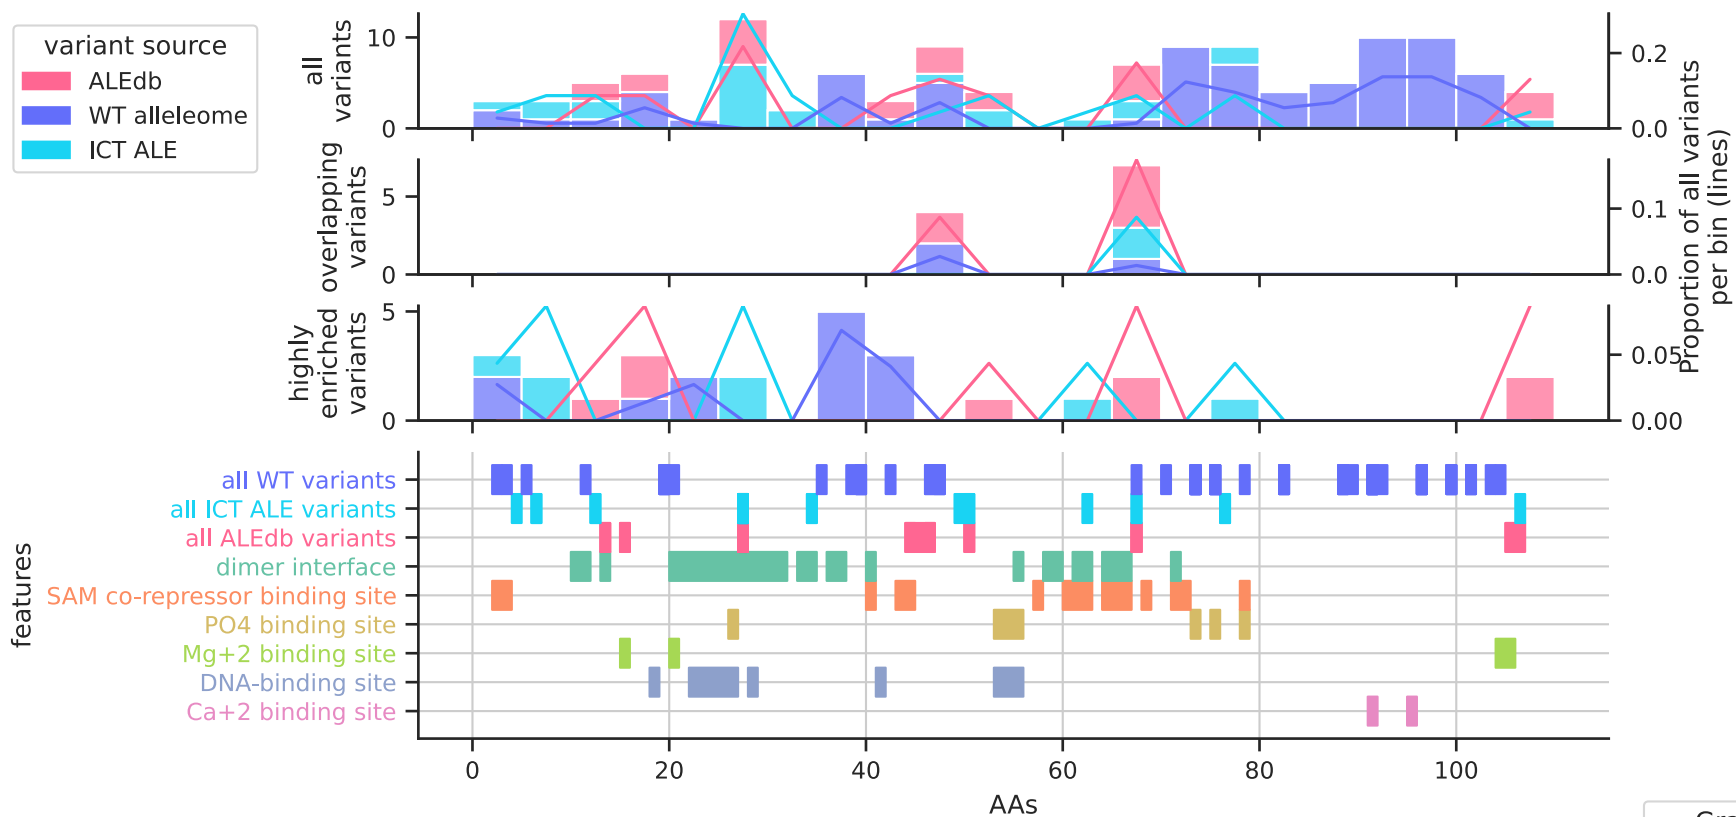 variant source
ALEdb
WT alleleome
ICT ALE
all
variants
10
0
0.2
0.0
overlapping
variants
5
0
0.1
0.0
highly
enriched
variants
5
0
0.05
0.00
Proportion of all variants
per bin (lines)
features
all WT variants
all ICT ALE variants
all ALEdb variants
dimer interface
SAM co-repressor binding site
PO4 binding site
Mg+2 binding site
DNA-binding site
Ca+2 binding site
0 20 40 60 80 100
AAs